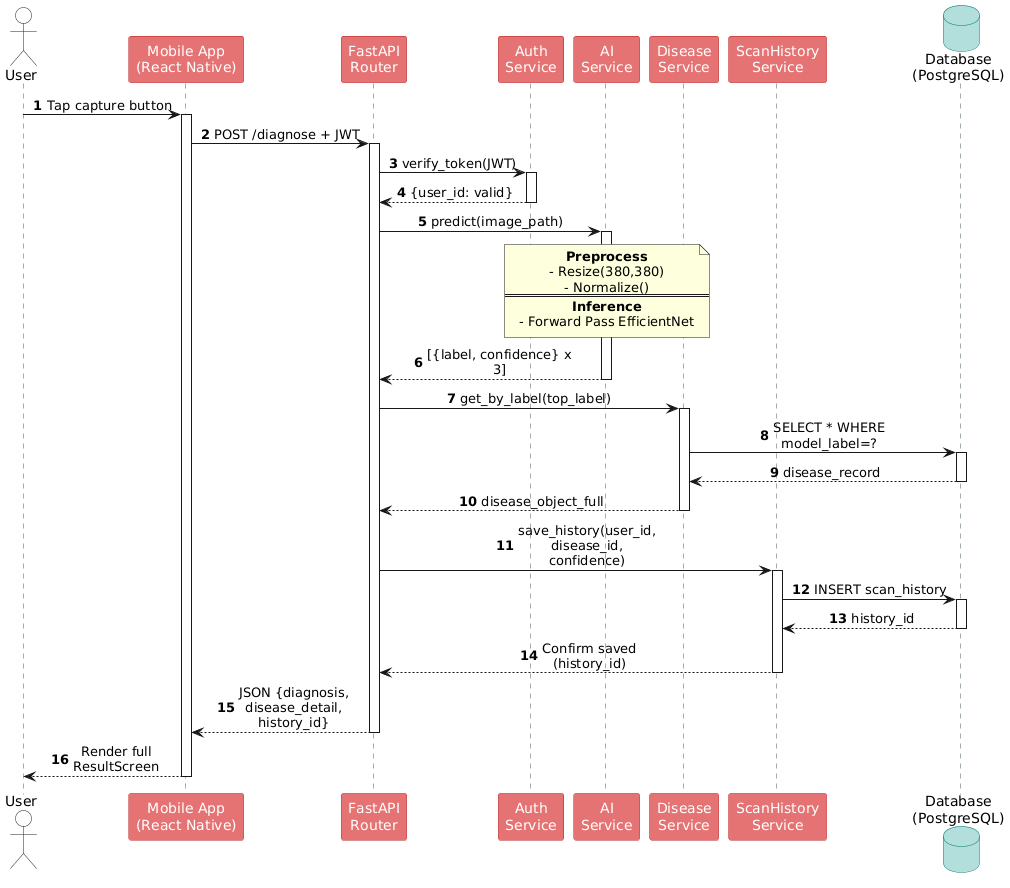 User
Mobile App
(React Native)
FastAPI
Router
Auth
Service
AI
Service
Disease
Service
ScanHistory
Service
Database
(PostgreSQL)
1 Tap capture button
2 POST /diagnose + JWT
3 verify_token(JWT)
4 {user_id: valid}
5 predict(image_path)
Preprocess
- Resize(380,380)
- Normalize()
Inference
- Forward Pass EfficientNet
6 [{label, confidence} x
3]
7 get_by_label(top_label)
8 SELECT * WHERE
model_label=?
9 disease_record
10 disease_object_full
11 save_history(user_id,
disease_id,
confidence)
12 INSERT scan_history
13 history_id
14 Confirm saved
(history_id)
15 JSON {diagnosis,
disease_detail,
history_id}
16 Render full
ResultScreen
User
Mobile App
(React Native)
FastAPI
Router
Auth
Service
AI
Service
Disease
Service
ScanHistory
Service
Database
(PostgreSQL)